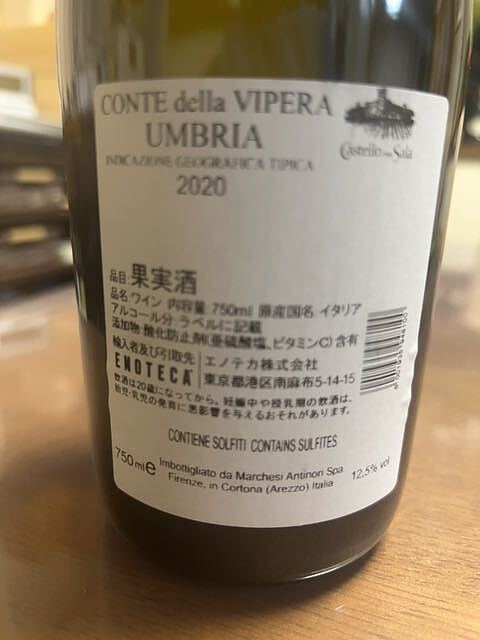 CONTE della VIPERA
UMBRIA
INDICAZIONE GEOGRAFICA TIPICA
2020
Castello della Sala
品目 果実酒
品名:ワイン 内容量:750ml 原産国名:イタリア
アルコール分:ラベルに記載
添加物:酸化防止剤(亜硫酸塩、ビタミンC)含有
輸入者及び引取先
ENOTECA
エノテカ株式会社
東京都港区南麻布5-14-15
飲酒は20歳になってから。妊娠中や授乳期の飲酒は、
胎児・乳児の発育に悪影響を与えるおそれがあります。
CONTIENE SOLFITI CONTAINS SULFITES
750 ml e
Imbottigliato da Marchesi Antinori Spa
Firenze, in Cortona (Arezzo) Italia
12,5% vol